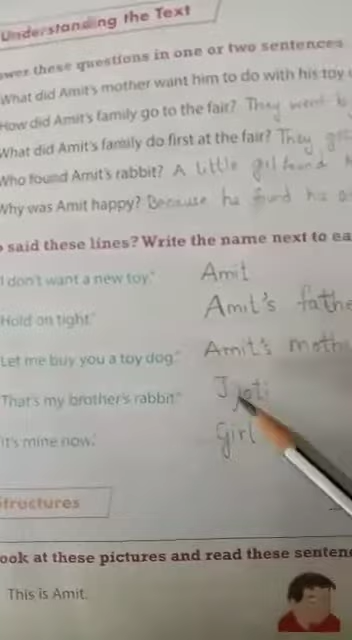 Understanding the Text
wer these questions in one or two sentences
What did Amit's mother want him to do with his toy
How did Amit's family go to the fair? They went
What did Amit's family do first at the fair? They
Who found Amit's rabbit? A little girl found
Why was Amit happy? Because he found his
said these lines? Write the name next to ea
I don't want a new toy." Amit
Hold on tight." Amit's fathe
Let me buy you a toy dog." Amit's moth
That's my brother's rabbit." Jyoti
It's mine now." Girl
Structures
ook at these pictures and read these senten
This is Amit.